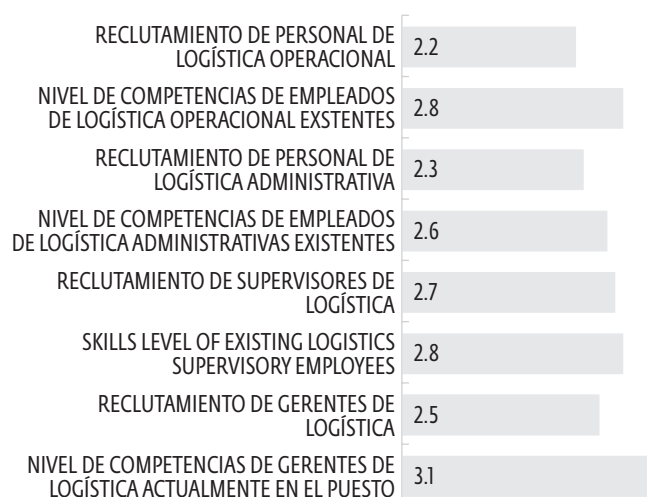 RECLUTAMIENTO DE PERSONAL DE
LOGÍSTICA OPERACIONAL
2.2
NIVEL DE COMPETENCIAS DE EMPLEADOS
DE LOGÍSTICA OPERACIONAL EXSTENTES
2.8
RECLUTAMIENTO DE PERSONAL DE
LOGÍSTICA ADMINISTRATIVA
2.3
NIVEL DE COMPETENCIAS DE EMPLEADOS
DE LOGÍSTICA ADMINISTRATIVAS EXISTENTES
2.6
RECLUTAMIENTO DE SUPERVISORES DE
LOGÍSTICA
2.7
SKILLS LEVEL OF EXISTING LOGISTICS
SUPERVISORY EMPLOYEES
2.8
RECLUTAMIENTO DE GERENTES DE
LOGÍSTICA
2.5
NIVEL DE COMPETENCIAS DE GERENTES DE
LOGÍSTICA ACTUALMENTE EN EL PUESTO
3.1